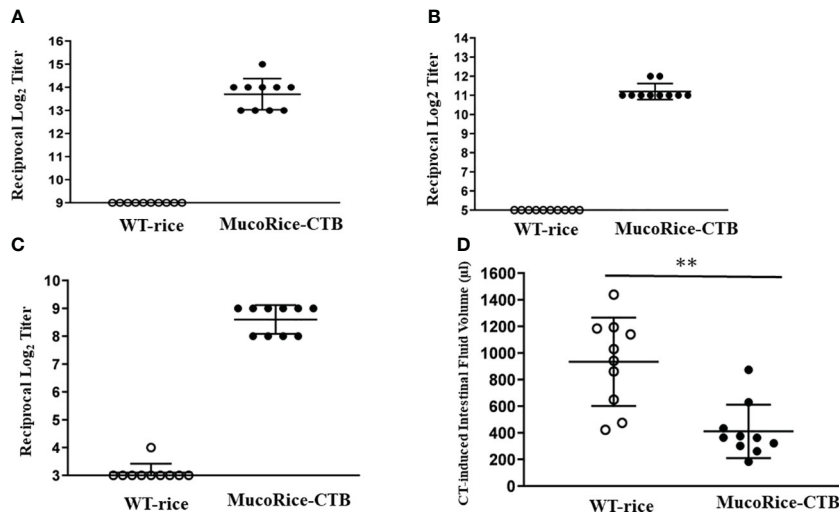 A
Reciprocal Log2 Titer
16
15
14
13
12
11
10
9
WT-rice
MucoRice-CTB
B
Reciprocal Log2 Titer
14
13
12
11
10
9
8
7
6
5
WT-rice
MucoRice-CTB
C
Reciprocal Log2 Titer
10
9
8
7
6
5
4
3
WT-rice
MucoRice-CTB
D
CT-induced Intestinal Fluid Volume (µl)
1600
1400
1200
1000
800
600
400
200
0
**
WT-rice
MucoRice-CTB